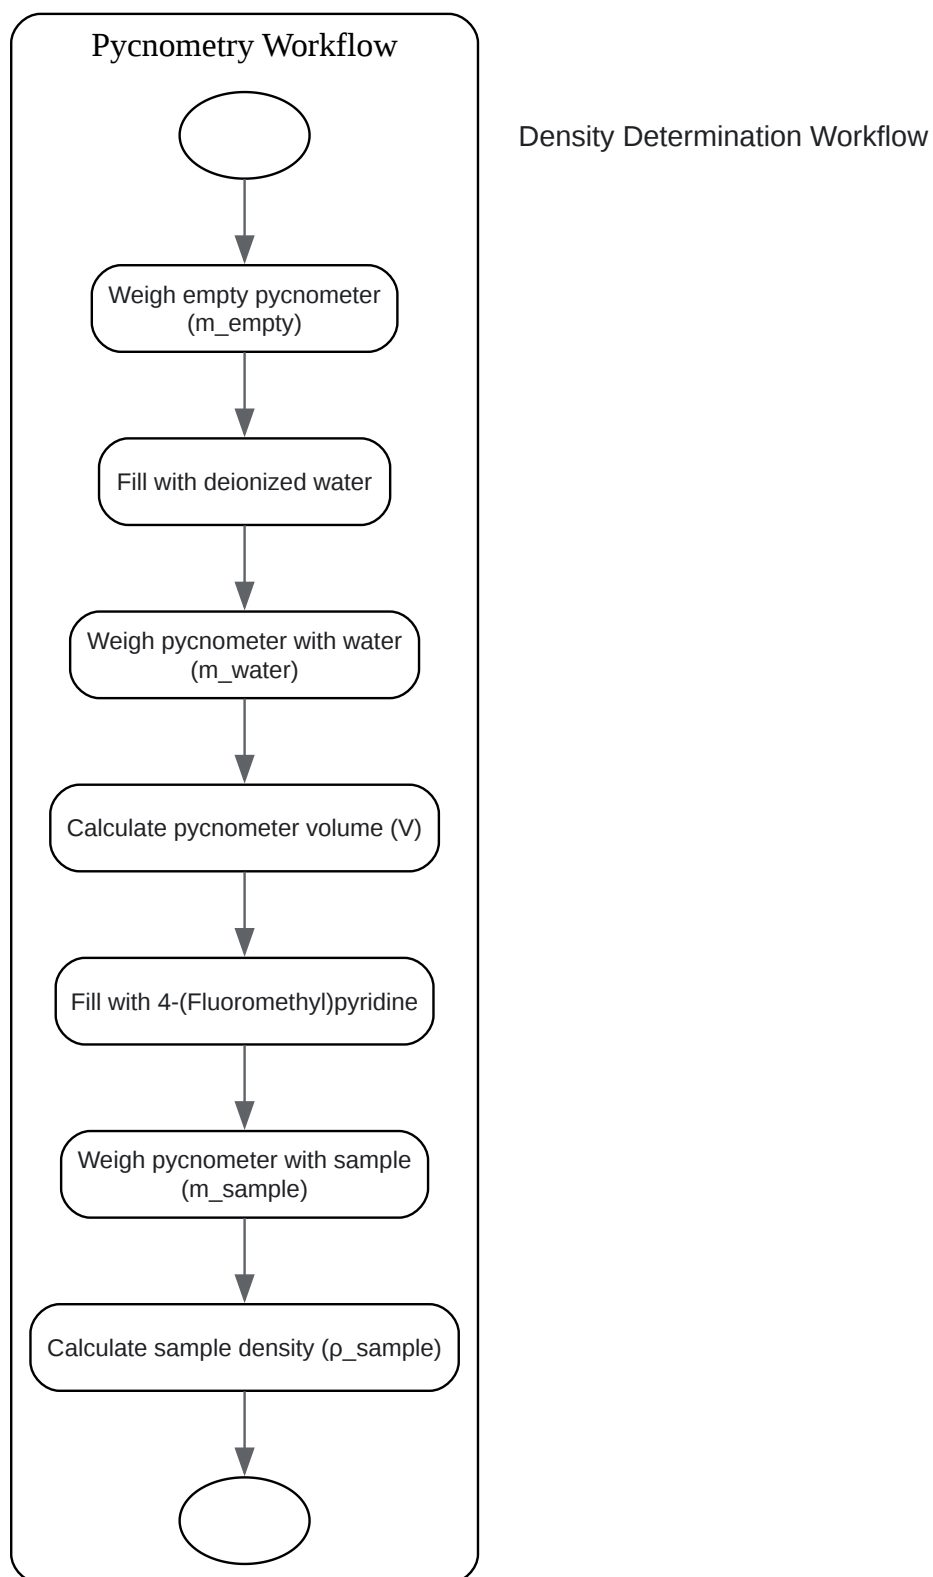 Pycnometry Workflow
Density Determination Workflow
Weigh empty pycnometer
(m_empty)
Fill with deionized water
Weigh pycnometer with water
(m_water)
Calculate pycnometer volume (V)
Fill with 4-(Fluoromethyl)pyridine
Weigh pycnometer with sample
(m_sample)
Calculate sample density (ρ_sample)